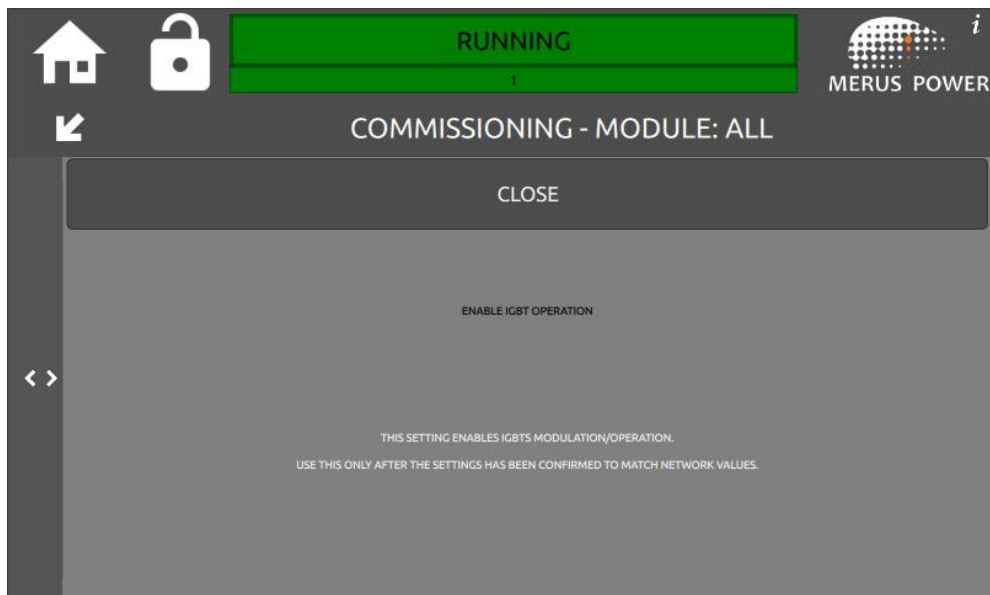 RUNNING
i
1
MERUS POWER
COMMISSIONING - MODULE: ALL
CLOSE
ENABLE IGBT OPERATION
THIS SETTING ENABLES IGBTS MODULATION/OPERATION.
USE THIS ONLY AFTER THE SETTINGS HAS BEEN CONFIRMED TO MATCH NETWORK VALUES.